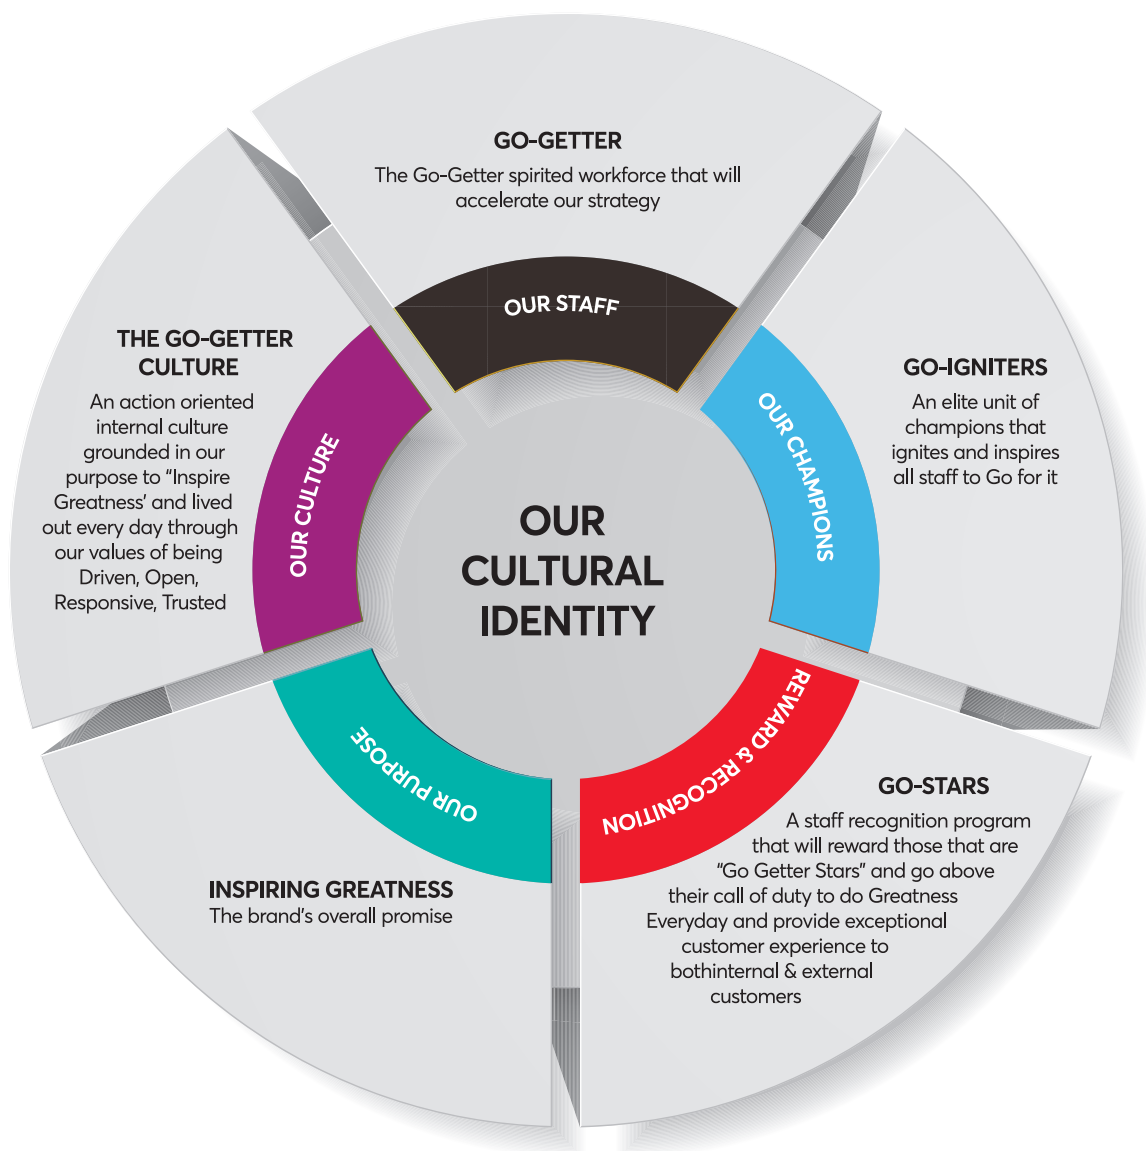 GO-GETTER
The Go-Getter spirited workforce that will
accelerate our strategy
OUR STAFF
GO-IGNITERS
An elite unit of
champions that
ignites and inspires
all staff to Go for it
OUR CHAMPIONS
GO-STARS
A staff recognition program
that will reward those that are
“Go Getter Stars” and go above
their call of duty to do Greatness
Everyday and provide exceptional
customer experience to
bothinternal & external
customers
REWARD & RECOGNITION
INSPIRING GREATNESS
The brand's overall promise
OUR PURPOSE
THE GO-GETTER
CULTURE
An action oriented
internal culture
grounded in our
purpose to “Inspire
Greatness’ and lived
out every day through
our values of being
Driven, Open,
Responsive, Trusted
OUR CULTURE
OUR
CULTURAL
IDENTITY